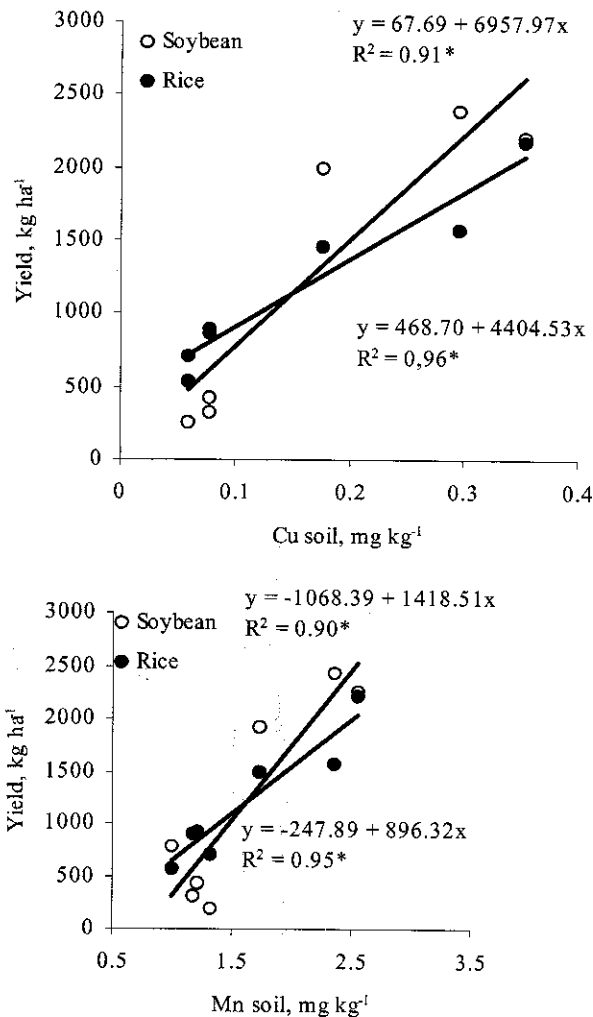 y = 67.69 + 6957.97x
R² = 0.91*
Soybean
Rice
3000
2500
2000
1500
1000
500
0
Yield, kg ha⁻¹
y = 468.70 + 4404.53x
R² = 0,96*
0 0.1 0.2 0.3 0.4
Cu soil, mg kg⁻¹
y = -1068.39 + 1418.51x
R² = 0.90*
Soybean
Rice
3000
2500
2000
1500
1000
500
0
Yield, kg ha⁻¹
y = -247.89 + 896.32x
R² = 0.95*
0.5 1.5 2.5 3.5
Mn soil, mg kg⁻¹